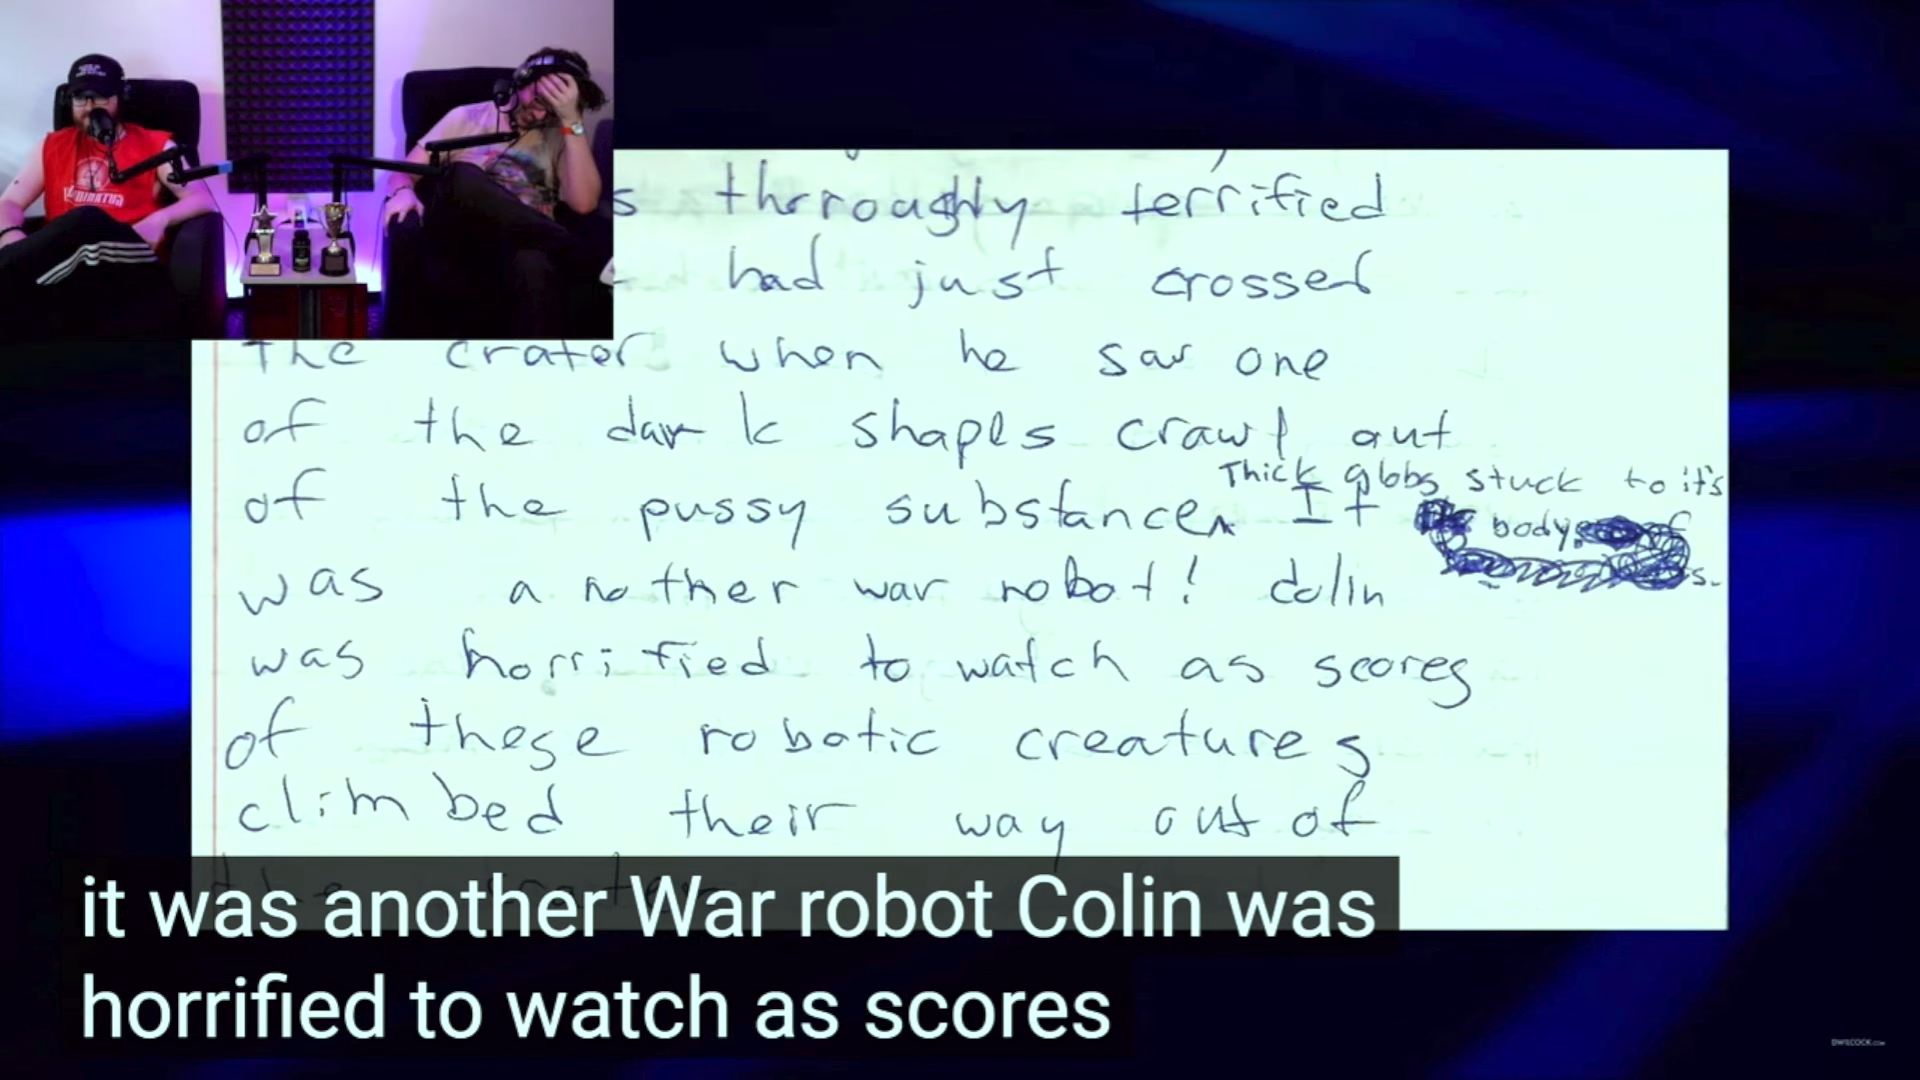 s thoroughly terrified
had just crossed
the crater when he saw one
of the dark shapes crawl out
Thick globs stuck to it's
of the pussy substance. It body.
was another war robot! Colin
was horrified to watch as scores
of these robotic creatures
climbed their way out of
it was another War robot Colin was
horrified to watch as scores
DWILCOCK.COM